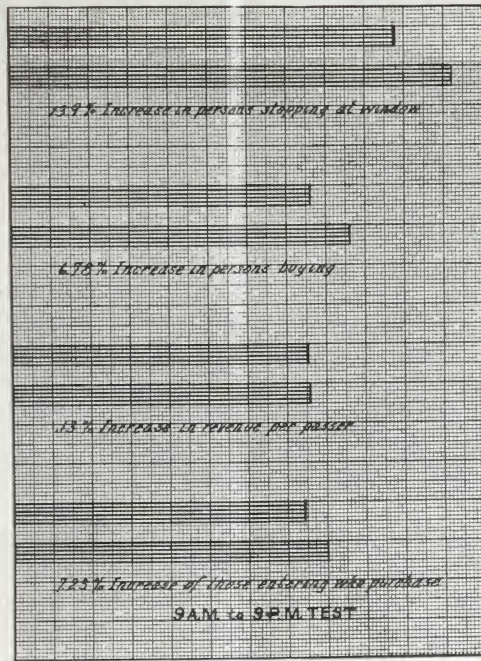 13.9% Increase in persons stopping at window
6.78% Increase in persons buying
.13% Increase in revenue per passer
7.23% Increase of those entering who purchase
9 A.M. to 9 P.M. TEST